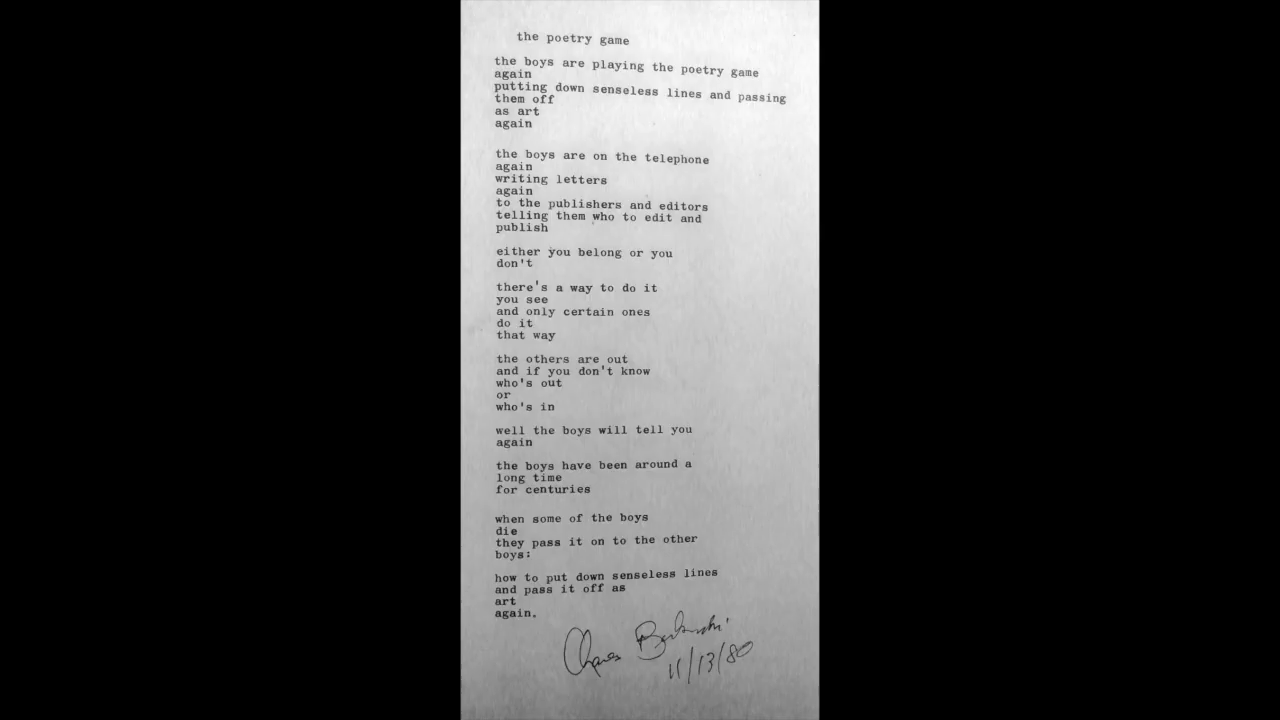 the poetry game
the boys are playing the poetry game
again
putting down senseless lines and passing
them off
as art
again
the boys are on the telephone
again
writing letters
again
to the publishers and editors
telling them who to edit and
publish
either you belong or you
don't
there's a way to do it
you see
and only certain ones
do it
that way
the others are out
and if you don't know
who's out
or
who's in
well the boys will tell you
again
the boys have been around a
long time
for centuries
when some of the boys
die
they pass it on to the other
boys:
how to put down senseless lines
and pass it off as
art
again.
Charles Bukowski
11/13/80